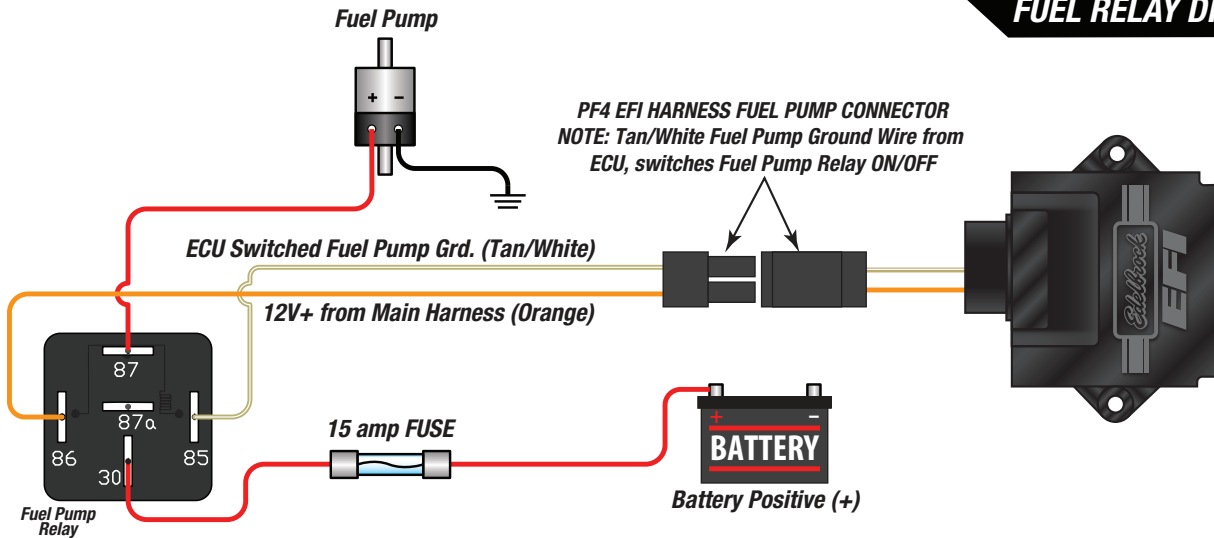 FUEL RELAY
Fuel Pump
+ -
PF4 EFI HARNESS FUEL PUMP CONNECTOR
NOTE: Tan/White Fuel Pump Ground Wire from
ECU, switches Fuel Pump Relay ON/OFF
ECU Switched Fuel Pump Grd. (Tan/White)
12V+ from Main Harness (Orange)
Edelbrock
EFI
87
87a
86
85
30
Fuel Pump
Relay
15 amp FUSE
+ -
BATTERY
Battery Positive (+)